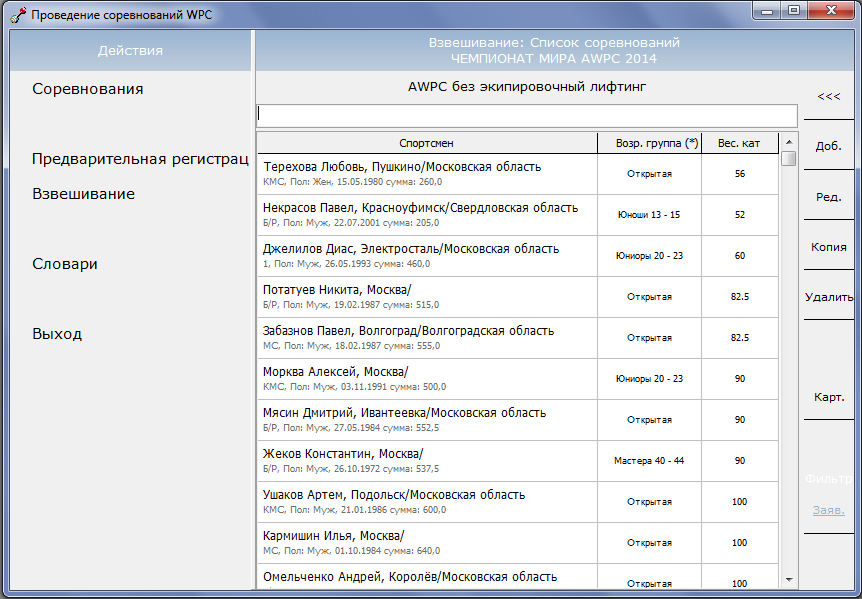 Проведение соревнований WPC
Действия
Соревнования
Предварительная регистрац
Взвешивание
Словари
Выход
Взвешивание: Список соревнований
ЧЕМПИОНАТ МИРА AWPC 2014
AWPC без экипировочный лифтинг
Спортсмен Возр. группа (*) Вес. кат
Терехова Любовь, Пушкино/Московская область Открытая 56
КМС, Пол: Жен, 15.05.1980 сумма: 260,0
Некрасов Павел, Красноуфимск/Свердловская область Юноши 13 - 15 52
Б/Р, Пол: Муж, 22.07.2001 сумма: 205,0
Джелилов Диас, Электросталь/Московская область Юниоры 20 - 23 60
1, Пол: Муж, 26.05.1993 сумма: 460,0
Потатуев Никита, Москва/ Открытая 82.5
Б/Р, Пол: Муж, 19.02.1987 сумма: 515,0
Забазнов Павел, Волгоград/Волгоградская область Открытая 82.5
МС, Пол: Муж, 18.02.1987 сумма: 555,0
Морква Алексей, Москва/ Юниоры 20 - 23 90
КМС, Пол: Муж, 03.11.1991 сумма: 500,0
Мясин Дмитрий, Ивантеевка/Московская область Открытая 90
Б/Р, Пол: Муж, 27.05.1984 сумма: 552,5
Жеков Константин, Москва/ Мастера 40 - 44 90
Б/Р, Пол: Муж, 26.10.1972 сумма: 537,5
Ушаков Артем, Подольск/Московская область Открытая 100
КМС, Пол: Муж, 21.01.1986 сумма: 600,0
Кармишин Илья, Москва/ Открытая 100
МС, Пол: Муж, 01.10.1984 сумма: 640,0
Омельченко Андрей, Королёв/Московская область Открытая 100
<<<
Доб.
Ред.
Копия
Удалить
Карт.
Фильтр
Заяв.